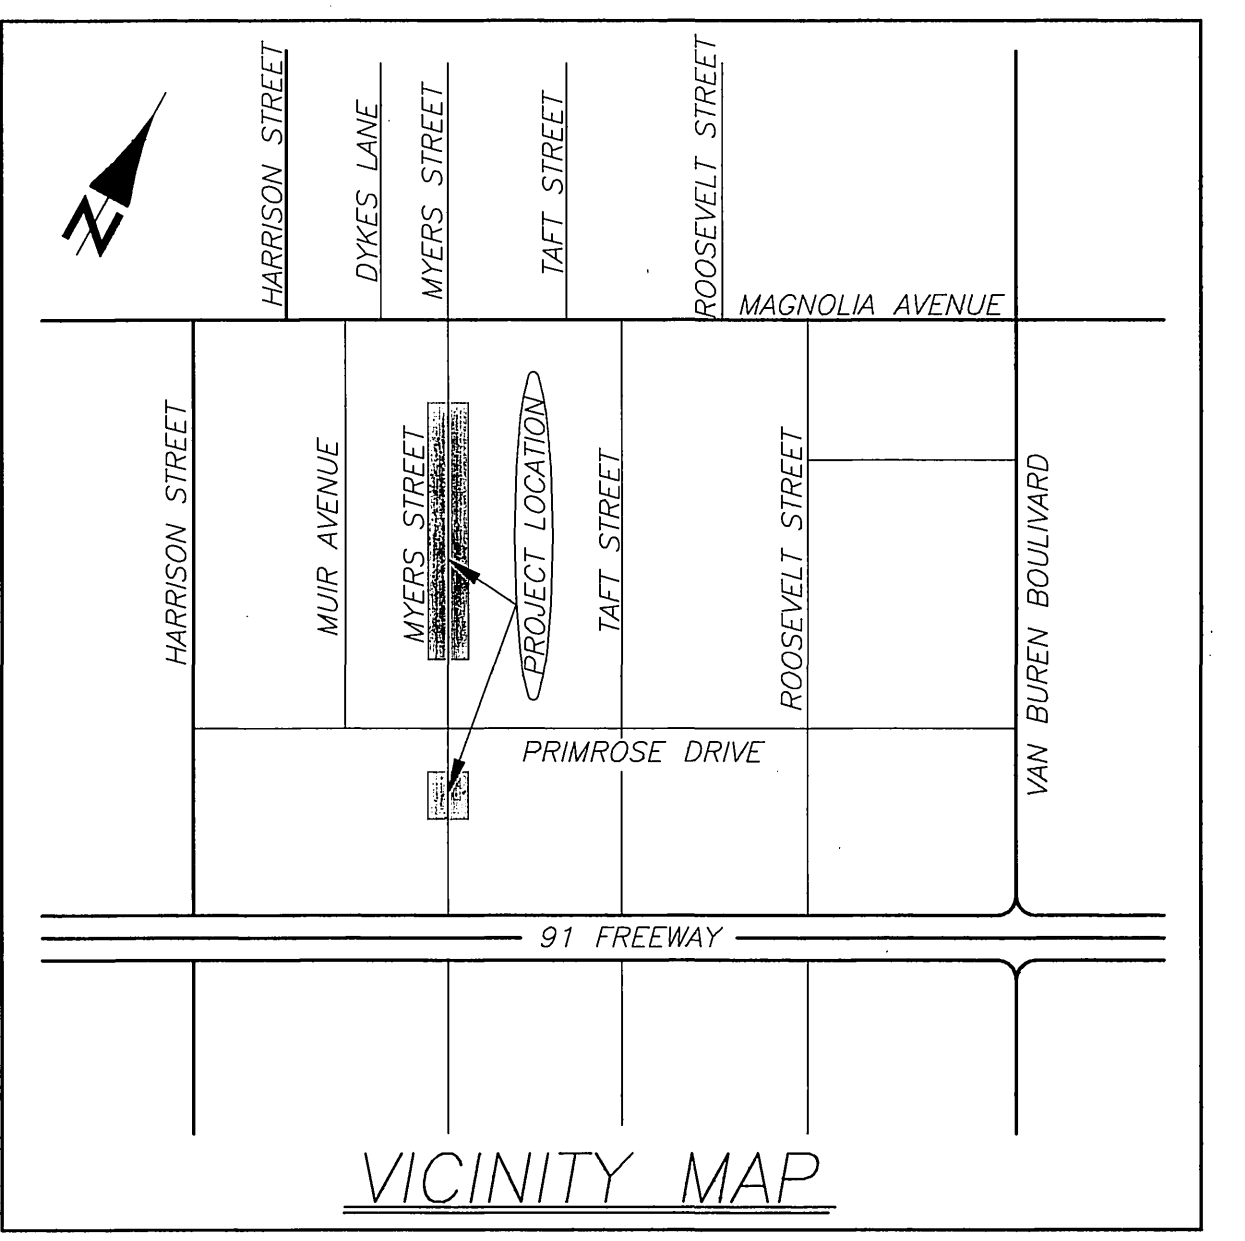 N
HARRISON STREET
DYKES LANE
MYERS STREET
TAFT STREET
ROOSEVELT STREET
MAGNOLIA AVENUE
HARRISON STREET
MUIR AVENUE
MYERS STREET
PROJECT LOCATION
TAFT STREET
ROOSEVELT STREET
VAN BUREN BOULIVARD
PRIMROSE DRIVE
91 FREEWAY
VICINITY MAP